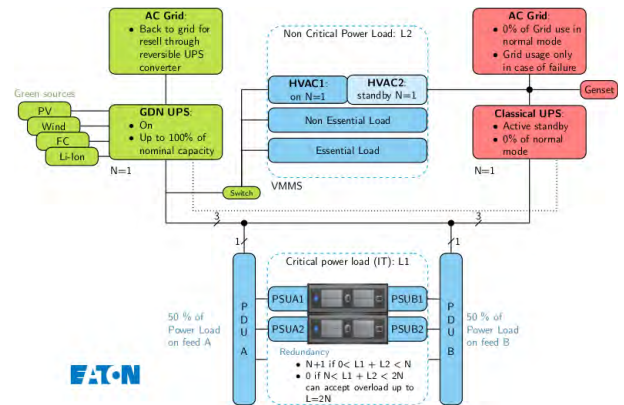 AC Grid:
• Back to grid for
resell through
reversible UPS
converter
Green sources
PV
Wind
FC
Li-Ion
GDN UPS:
• On
• Up to 100% of
nominal capacity
N=1
Non Critical Power Load: L2
HVAC1:
on N=1
HVAC2:
standby N=1
Non Essential Load
Essential Load
Switch
VMMS
AC Grid:
• 0% of Grid use in
normal mode
• Grid usage only
in case of failure
Genset
Classical UPS:
• Active standby
• 0% of normal
mode
N=1
3
3
1
1
Critical power load (IT): L1
50 % of
Power Load
on feed A
P
D
U
A
PSUA1
PSUB1
PSUA2
PSUB2
P
D
U
B
50 % of
Power Load
on feed B
Redundancy
• N+1 if 0< L1 + L2 < N
• 0 if N< L1 + L2 < 2N
can accept overload up to
L=2N
EATON